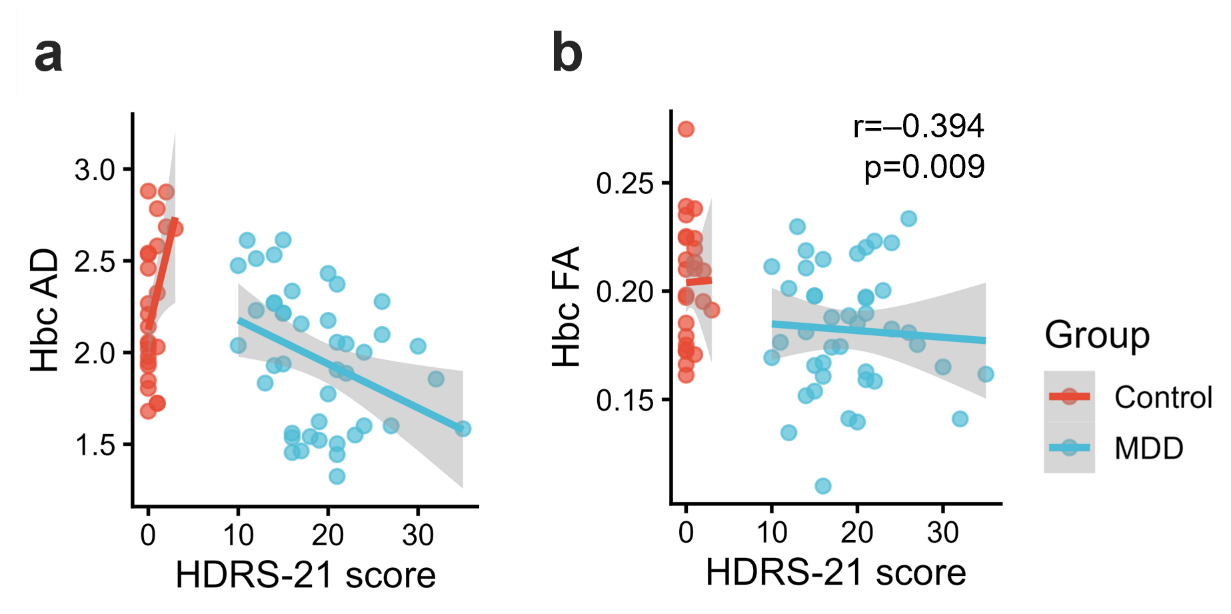 a
b
3.0
2.5
2.0
1.5
Hbc AD
0 10 20 30
HDRS-21 score
r=–0.394
p=0.009
0.25
0.20
0.15
Hbc FA
0 10 20 30
HDRS-21 score
Group
Control
MDD